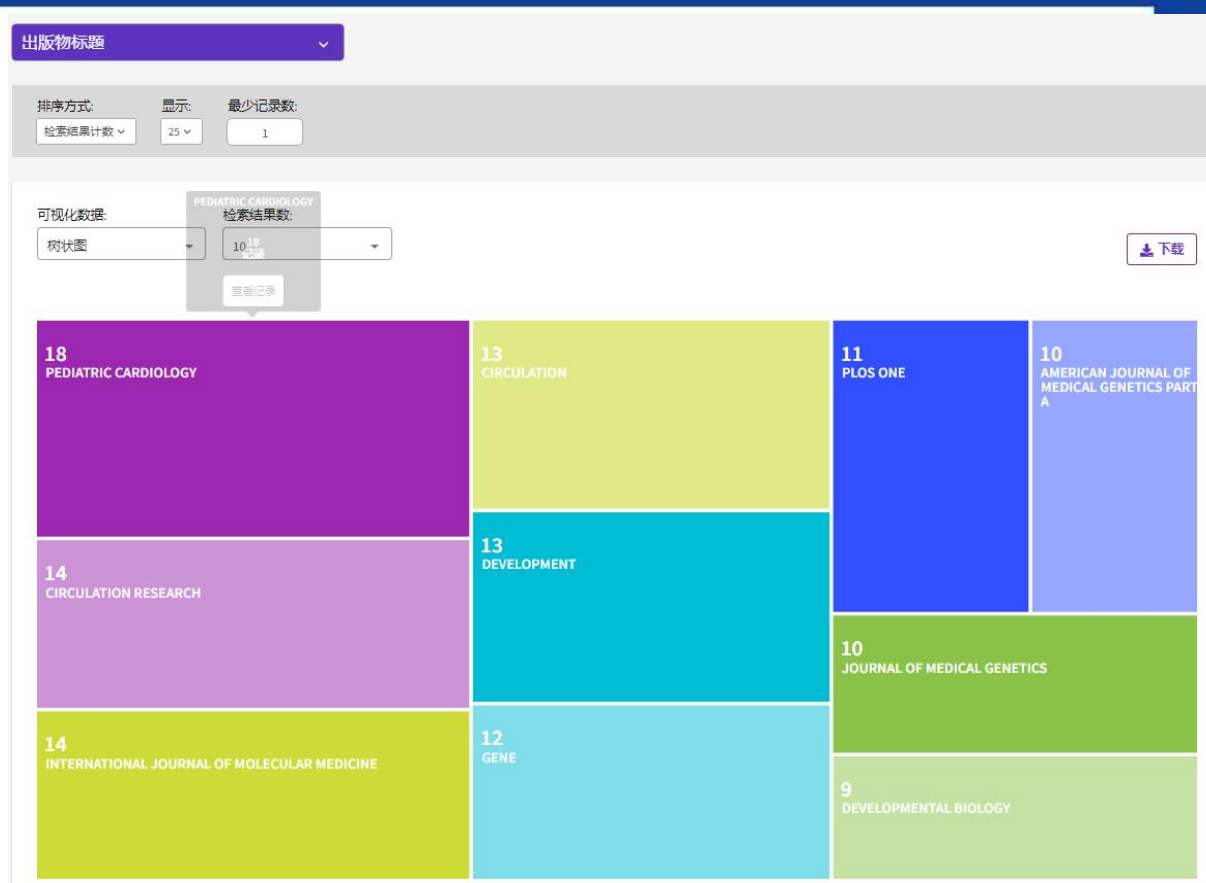 出版物标题
排序方式: 显示: 最少记录数:
检索结果计数 25 1
PEDIATRIC CARDIOLOGY
可视化数据: 检索结果数:
树状图 10 18
记录
下载
查看记录
18
PEDIATRIC CARDIOLOGY
14
CIRCULATION RESEARCH
14
INTERNATIONAL JOURNAL OF MOLECULAR MEDICINE
13
CIRCULATION
13
DEVELOPMENT
12
GENE
11
PLOS ONE
10
AMERICAN JOURNAL OF
MEDICAL GENETICS PART
A
10
JOURNAL OF MEDICAL GENETICS
9
DEVELOPMENTAL BIOLOGY